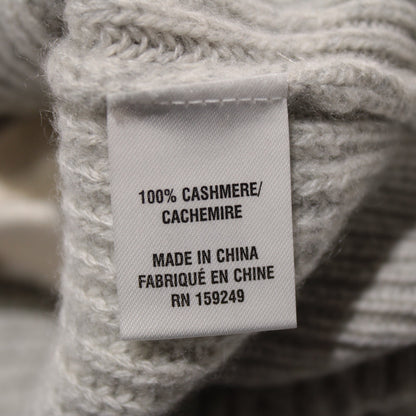 100% CASHMERE/
CACHEMIRE
MADE IN CHINA
FABRIQUÉ EN CHINE
RN 159249